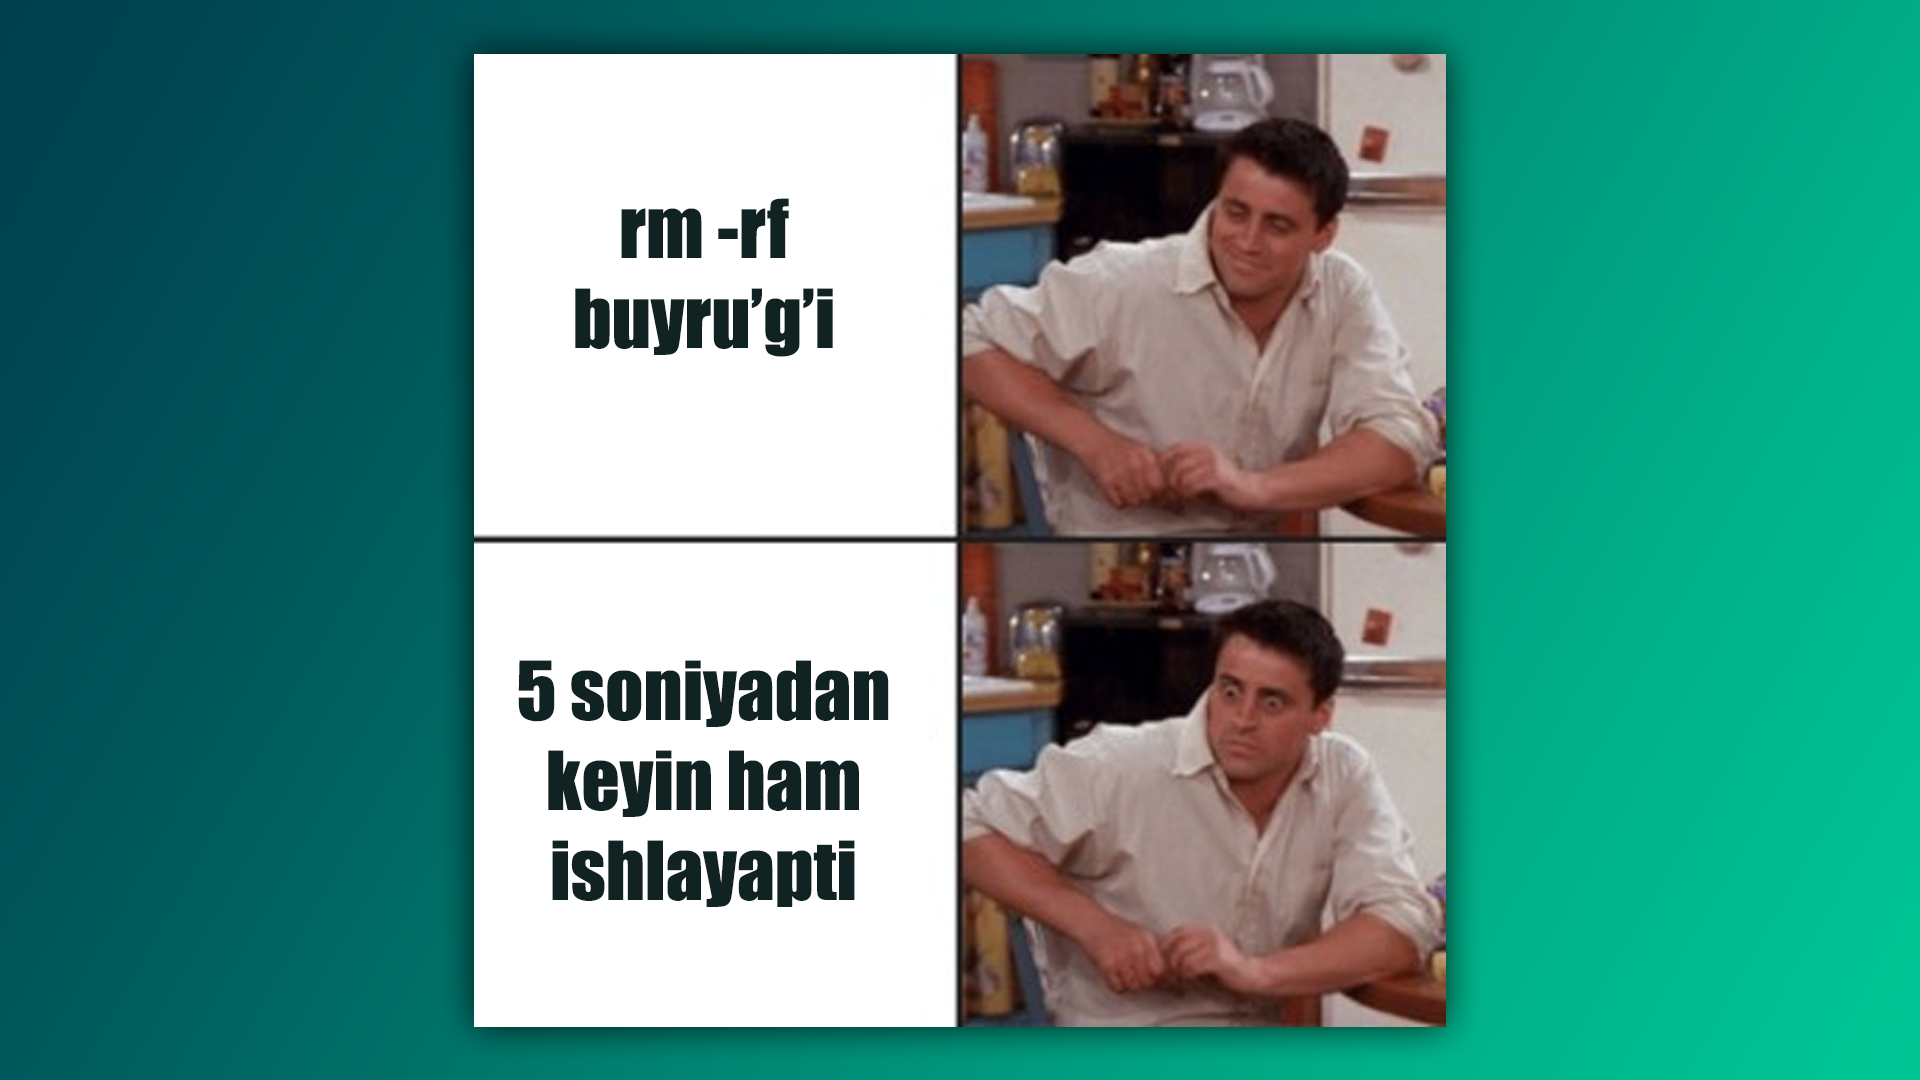 rm -rf
buyru’g’i
5 soniyadan
keyin ham
ishlayapti